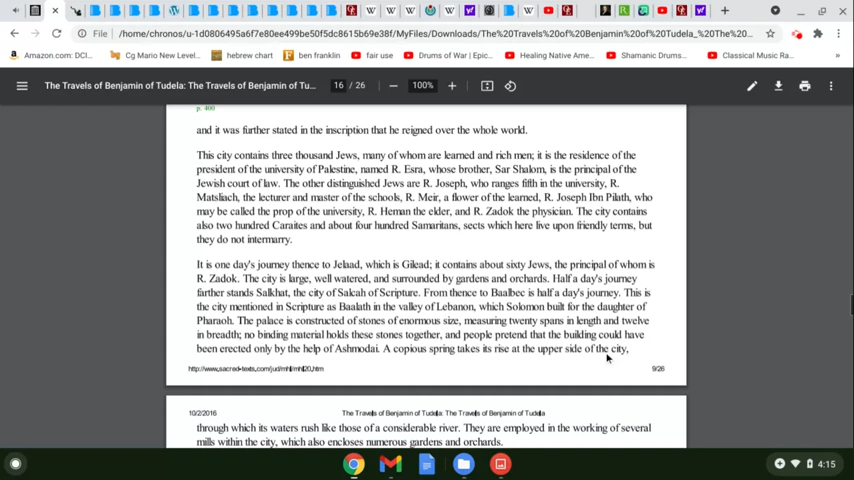 File | /home/chronos/u-1d0806495a6f7e80ee499be50f5dc8615b69e38f/MyFiles/Downloads/The%20Travels%20of%20Benjamin%20of%20Tudela_%20The%20...
Amazon.com: DCI... Cg Mario New Level... hebrew chart ben franklin fair use Drums of War | Epic... Healing Native Ame... Shamanic Drums... Classical Music Ra...
The Travels of Benjamin of Tudela: The Travels of Benjamin of Tu... 16 / 26 100%
p. 400
and it was further stated in the inscription that he reigned over the whole world.
This city contains three thousand Jews, many of whom are learned and rich men; it is the residence of the
president of the university of Palestine, named R. Esra, whose brother, Sar Shalom, is the principal of the
Jewish court of law. The other distinguished Jews are R. Joseph, who ranges fifth in the university, R.
Matsliach, the lecturer and master of the schools, R. Meir, a flower of the learned, R. Joseph Ibn Pilath, who
may be called the prop of the university, R. Heman the elder, and R. Zadok the physician. The city contains
also two hundred Caraites and about four hundred Samaritans, sects which here live upon friendly terms, but
they do not intermarry.
It is one day's journey thence to Jelaad, which is Gilead; it contains about sixty Jews, the principal of whom is
R. Zadok. The city is large, well watered, and surrounded by gardens and orchards. Half a day's journey
farther stands Salkhat, the city of Salcah of Scripture. From thence to Baalbec is half a day's journey. This is
the city mentioned in Scripture as Baalath in the valley of Lebanon, which Solomon built for the daughter of
Pharaoh. The palace is constructed of stones of enormous size, measuring twenty spans in length and twelve
in breadth; no binding material holds these stones together, and people pretend that the building could have
been erected only by the help of Ashmodai. A copious spring takes its rise at the upper side of the city,
http://www.sacred-texts.com/jud/mhl/mhl20.htm 9/26
10/2/2016 The Travels of Benjamin of Tudela: The Travels of Benjamin of Tudela
through which its waters rush like those of a considerable river. They are employed in the working of several
mills within the city, which also encloses numerous gardens and orchards.
4:15